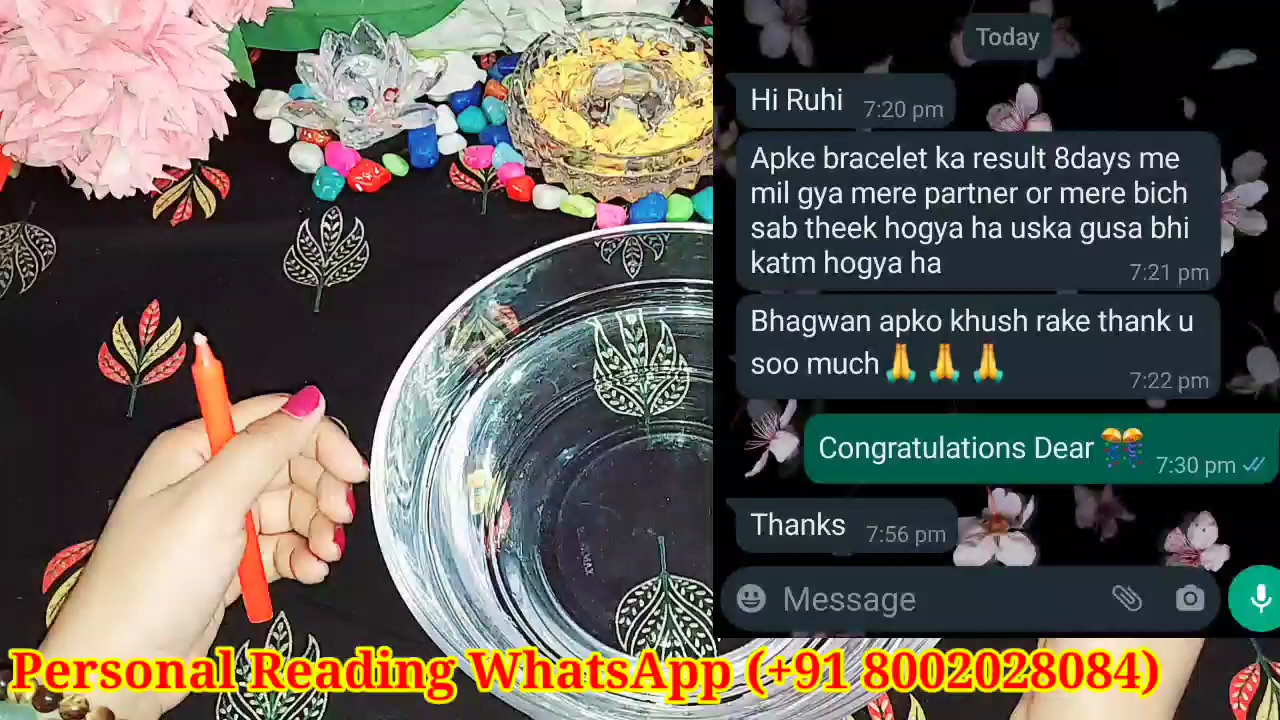 Today
Hi Ruhi 7:20 pm
Apke bracelet ka result 8days me
mil gya mere partner or mere bich
sab theek hogya ha uska gusa bhi
katm hogya ha 7:21 pm
Bhagwan apko khush rake thank u
soo much🙏 🙏 🙏 7:22 pm
Congratulations Dear 🎊 7:30 pm
Thanks 7:56 pm
Message
Personal Reading WhatsApp (+91 8002028084)